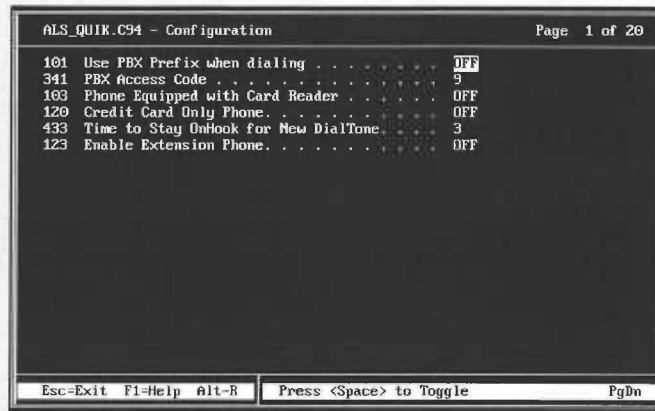 ALS_QUIK.C94 - Configuration Page 1 of 20
101 Use PBX Prefix when dialing . . . . . . . . OFF
341 PBX Access Code . . . . . . . . . . . . . . 9
103 Phone Equipped with Card Reader . . . . . . OFF
120 Credit Card Only Phone. . . . . . . . . . . OFF
433 Time to Stay OnHook for New DialTone. . . . 3
123 Enable Extension Phone. . . . . . . . . . . OFF
Esc=Exit F1=Help Alt-R Press <Space> to Toggle PgDn